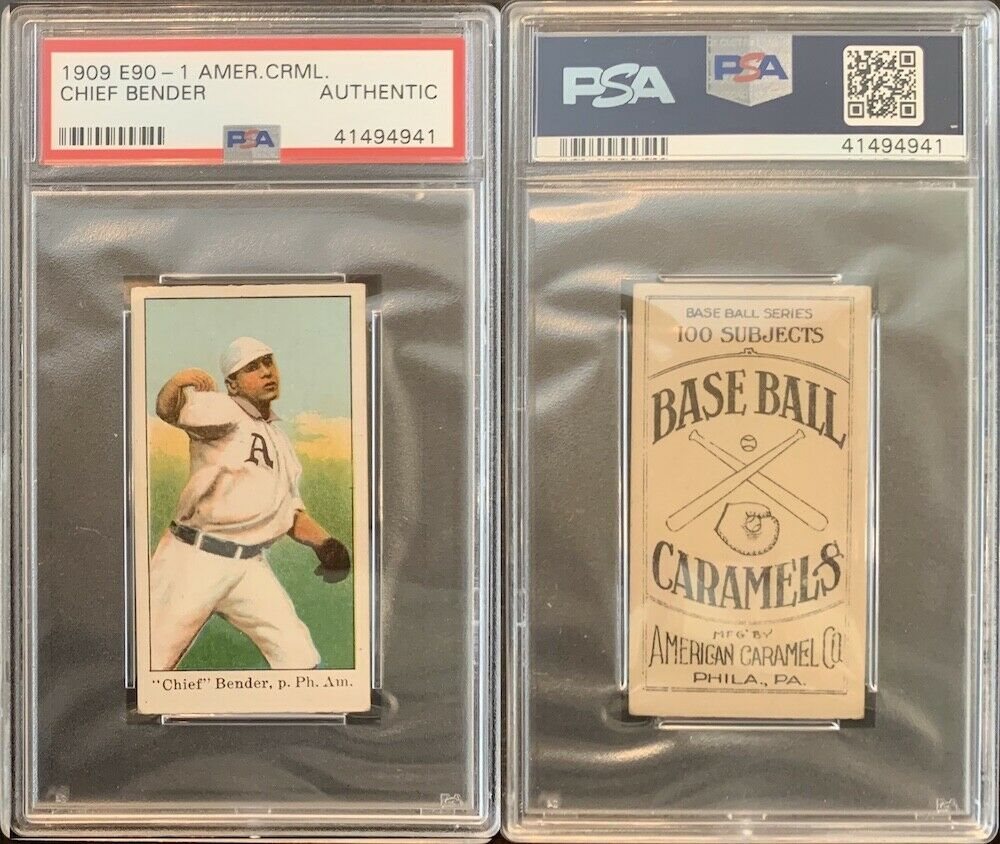 1909 E90-1 AMER.CRML.
CHIEF BENDER AUTHENTIC
PSA 41494941
A
"Chief" Bender, p. Ph. Am.
PSA PSA
41494941
BASE BALL SERIES
100 SUBJECTS
BASE BALL
CARAMELS
MFG' BY
AMERICAN CARAMEL CO
PHILA., PA.